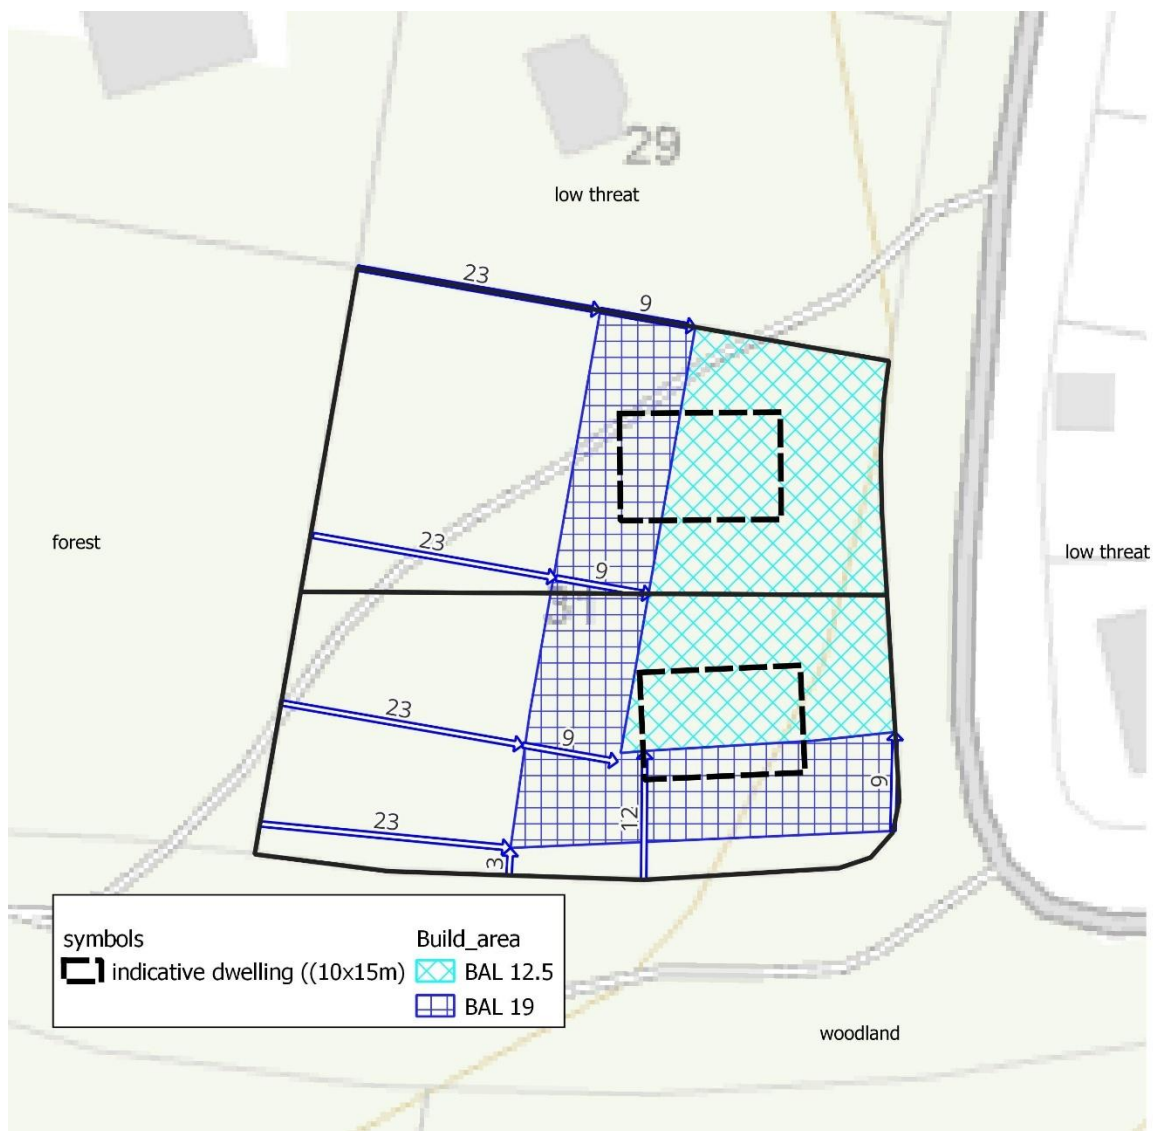 29
low threat
23
9
forest
low threat
23
9
31
23
9
9
23
12
3
symbols
indicative dwelling ((10x15m)
Build_area
BAL 12.5
BAL 19
woodland